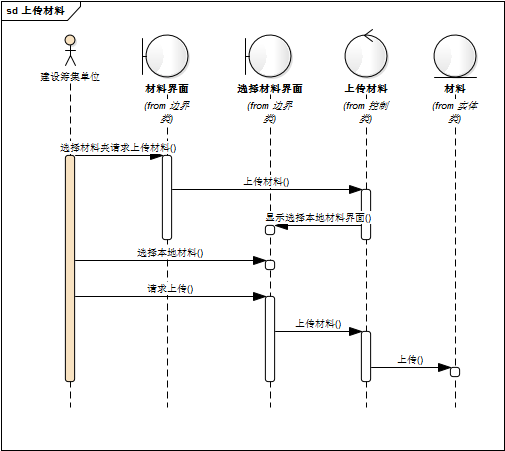 sd 上传材料
建设筹集单位
材料界面
(from 边界类)
选择材料界面
(from 边界类)
上传材料
(from 控制类)
材料
(from 实体类)
选择材料夹请求上传材料()
上传材料()
显示选择本地材料界面()
选择本地材料()
请求上传()
上传材料()
上传()